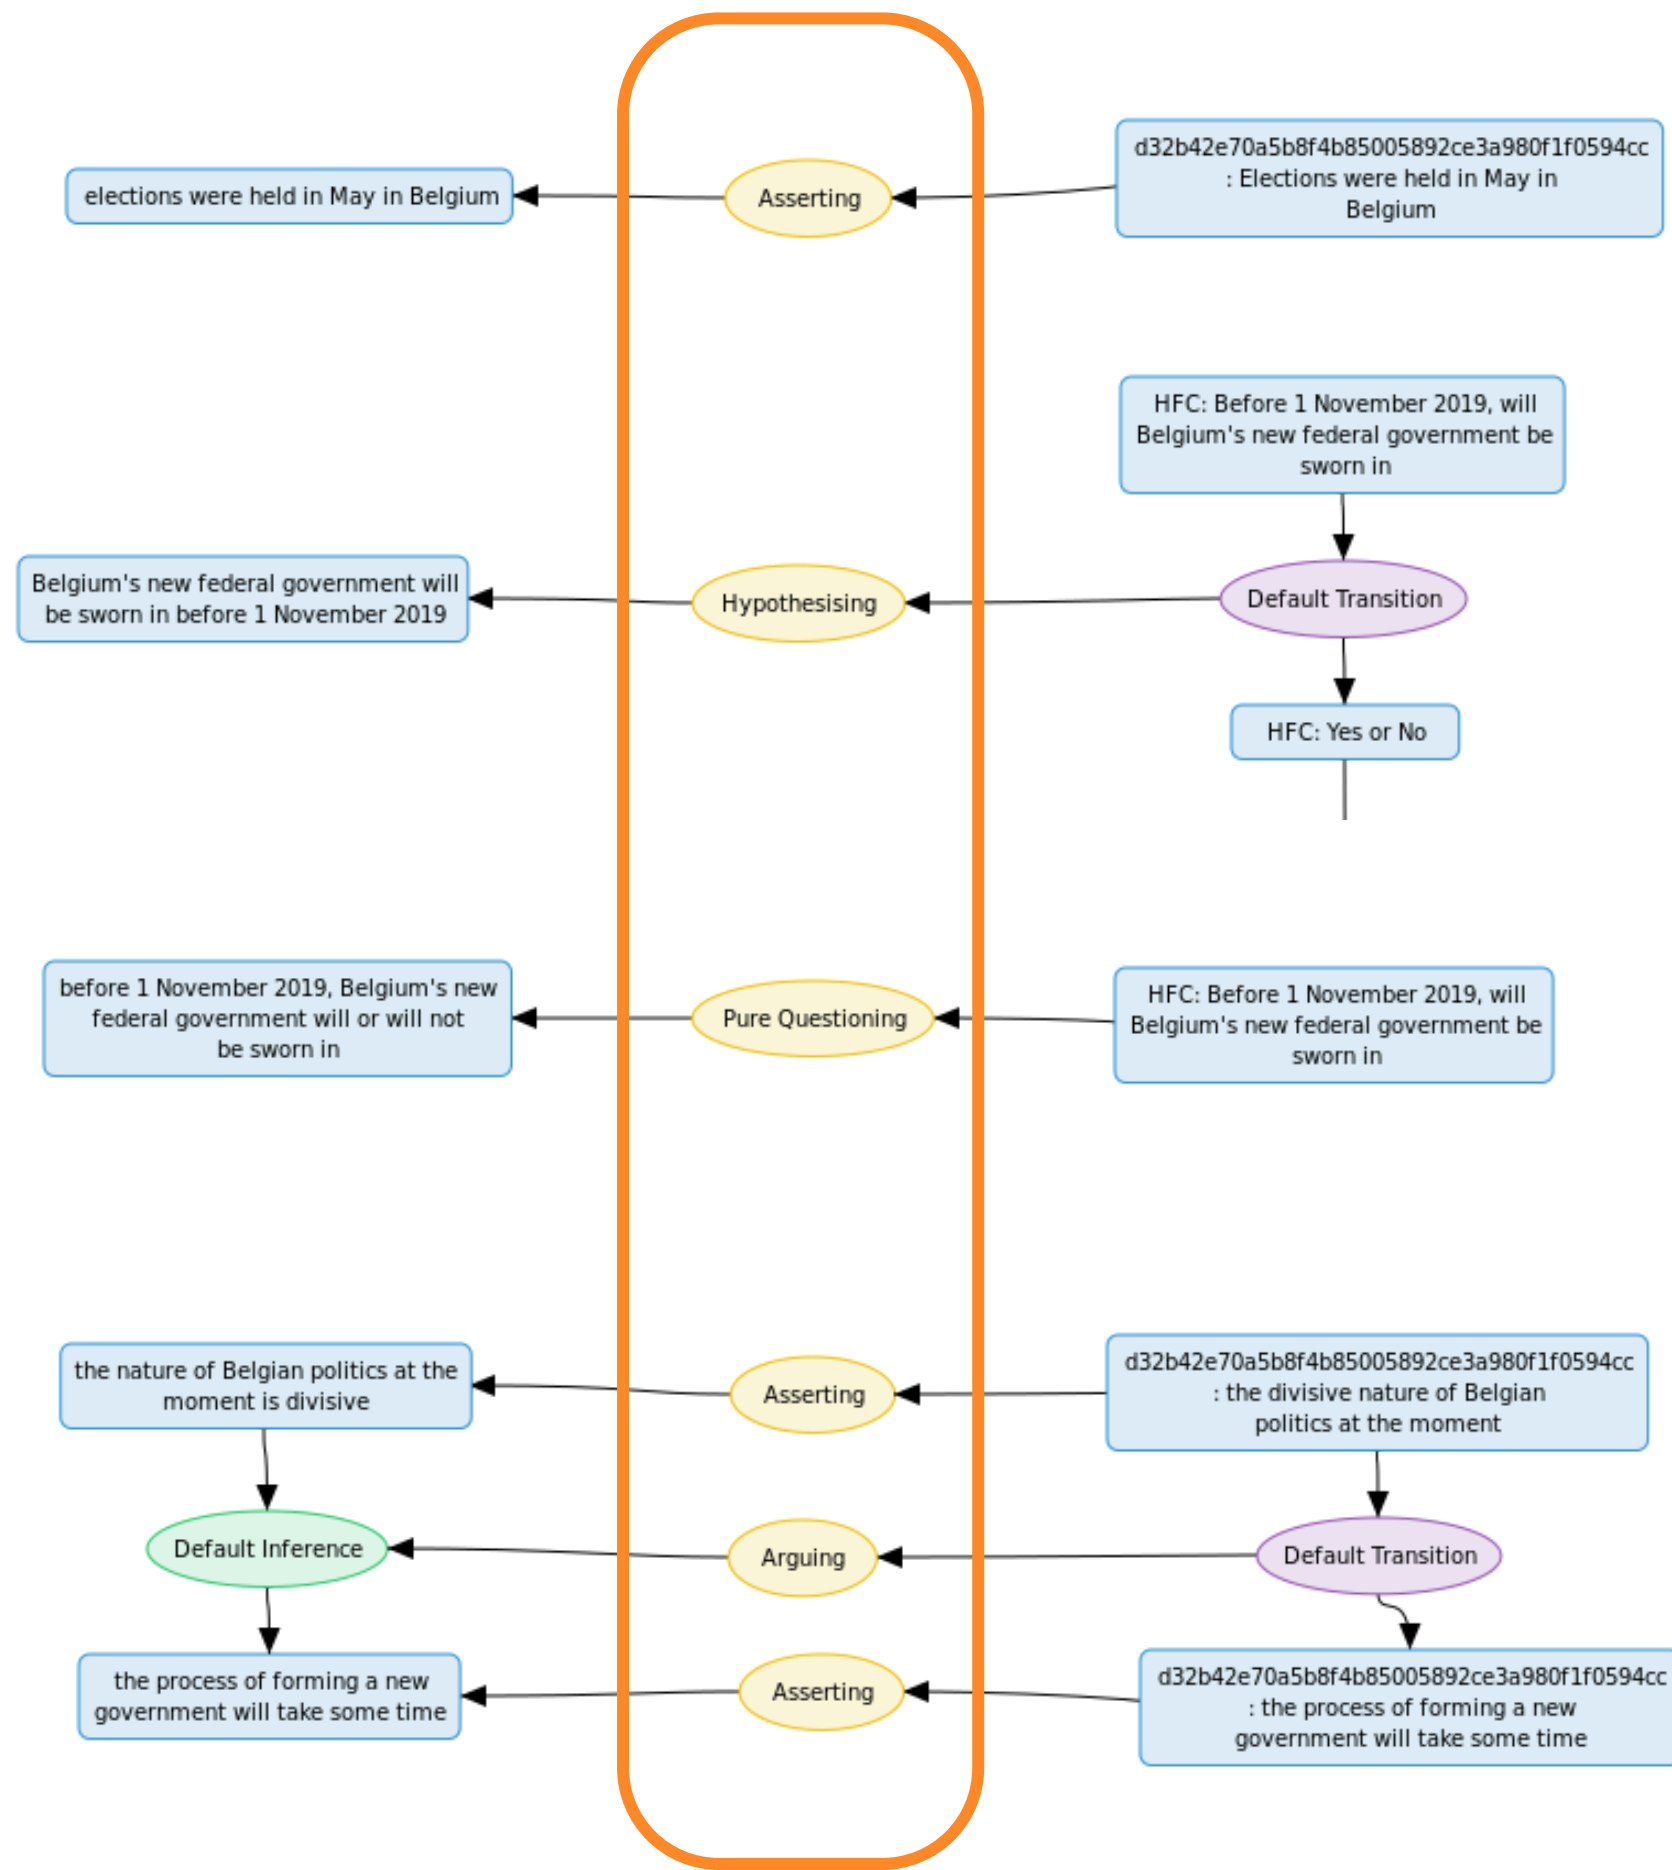 elections were held in May in Belgium
Asserting
d32b42e70a5b8f4b85005892ce3a980f1f0594cc
: Elections were held in May in
Belgium
HFC: Before 1 November 2019, will
Belgium's new federal government be
sworn in
Belgium's new federal government will
be sworn in before 1 November 2019
Hypothesising
Default Transition
HFC: Yes or No
before 1 November 2019, Belgium's new
federal government will or will not
be sworn in
Pure Questioning
HFC: Before 1 November 2019, will
Belgium's new federal government be
sworn in
the nature of Belgian politics at the
moment is divisive
Asserting
d32b42e70a5b8f4b85005892ce3a980f1f0594cc
: the divisive nature of Belgian
politics at the moment
Default Inference
Arguing
Default Transition
the process of forming a new
government will take some time
Asserting
d32b42e70a5b8f4b85005892ce3a980f1f0594cc
: the process of forming a new
government will take some time